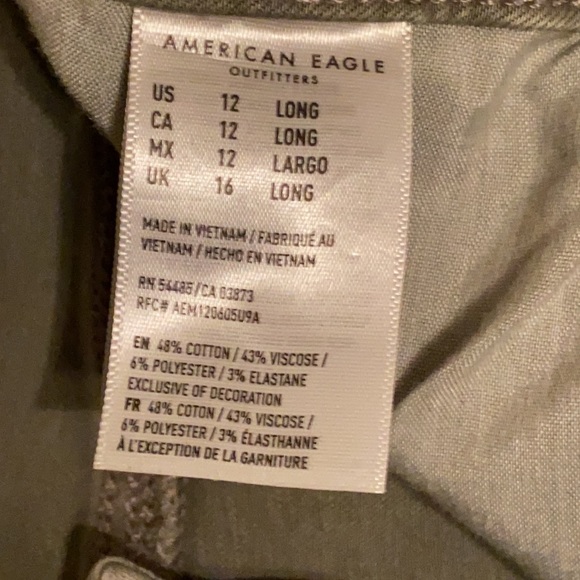 AMERICAN EAGLE
OUTFITTERS
US 12 LONG
CA 12 LONG
MX 12 LARGO
UK 16 LONG
MADE IN VIETNAM / FABRIQUÉ AU
VIETNAM / HECHO EN VIETNAM
RN 54485/CA 03873
RFC# AEM120605U9A
EN 48% COTTON / 43% VISCOSE /
6% POLYESTER / 3% ELASTANE
EXCLUSIVE OF DECORATION
FR 48% COTON / 43% VISCOSE /
6% POLYESTER / 3% ÉLASTHANNE
À L'EXCEPTION DE LA GARNITURE